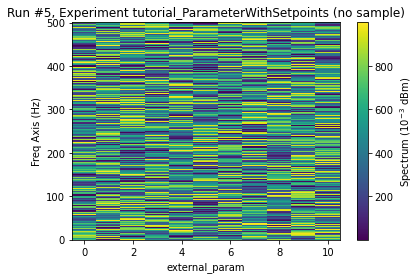 Run #5, Experiment tutorial_ParameterWithSetpoints (no sample)
500
400
300
200
100
0
Freq Axis (Hz)
0 2 4 6 8 10
external_param
800
600
400
200
Spectrum (10⁻³ dBm)